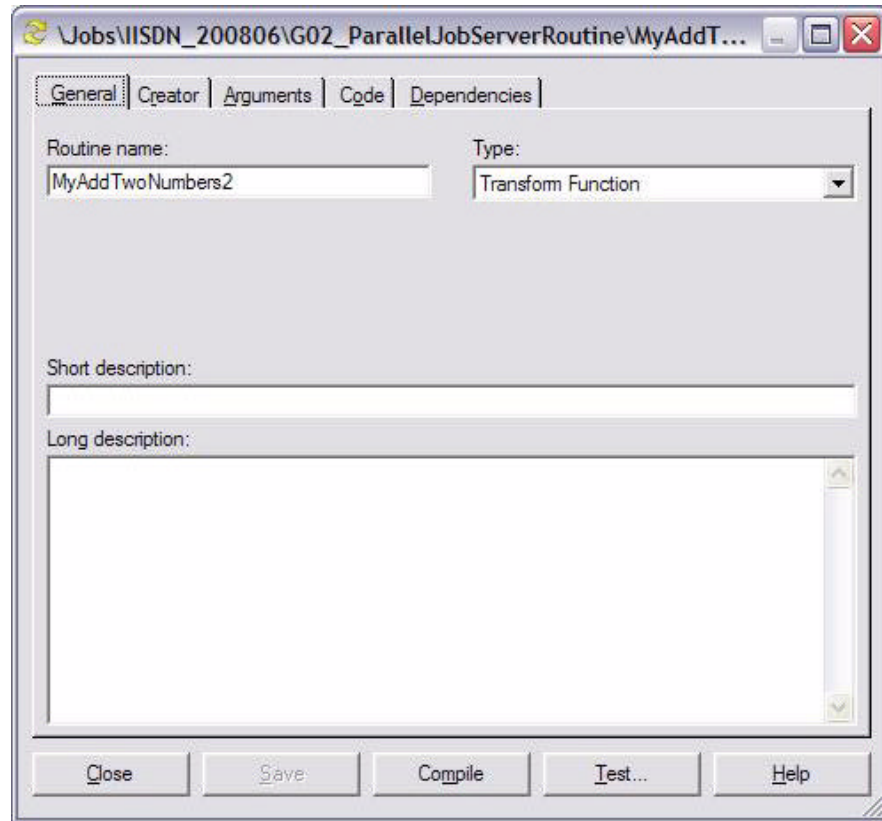 \Jobs\IISDN_200806\G02_ParallelJobServerRoutine\MyAddT...
General Creator Arguments Code Dependencies
Routine name: Type:
MyAddTwoNumbers2 Transform Function
Short description:
Long description:
Close Save Compile Test... Help